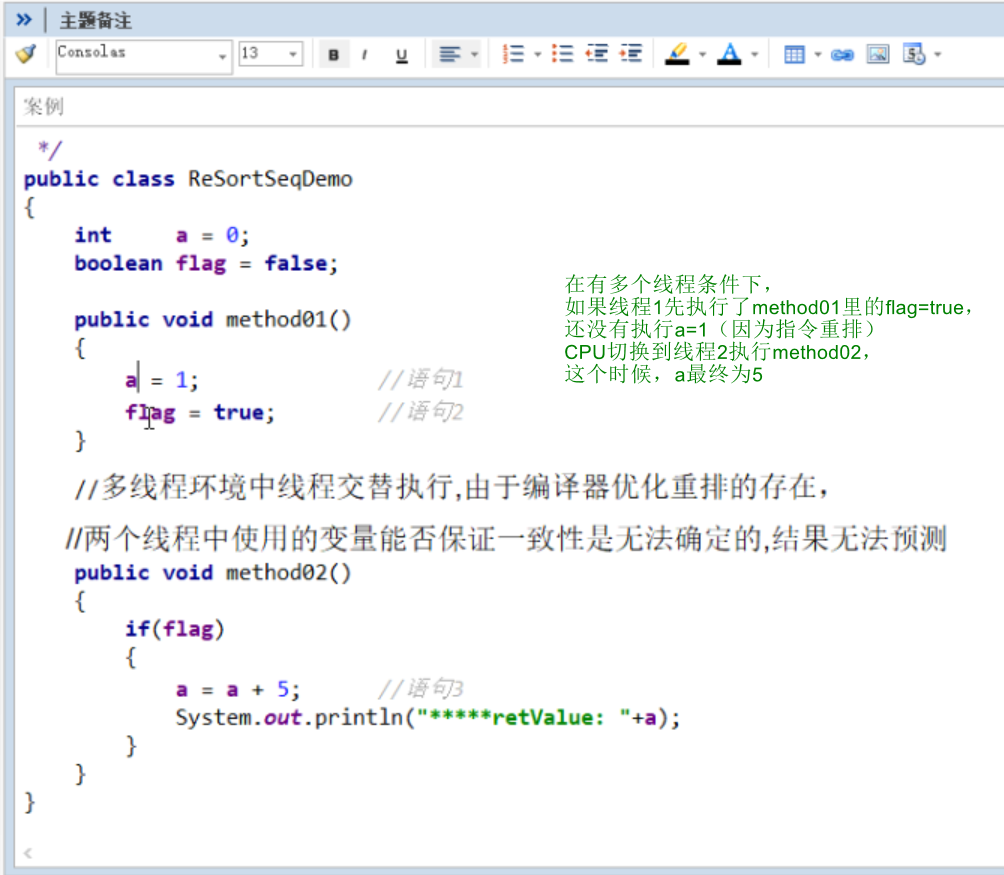 主题备注
Consolas
13
B I U
案例
*/
public class ReSortSeqDemo
{
int a = 0;
boolean flag = false;
public void method01()
{
a = 1; //语句1
flag = true; //语句2
}
在有多个线程条件下，
如果线程1先执行了method01里的flag=true，
还没有执行a=1（因为指令重排）
CPU切换到线程2执行method02，
这个时候，a最终为5
//多线程环境中线程交替执行,由于编译器优化重排的存在，
//两个线程中使用的变量能否保证一致性是无法确定的,结果无法预测
public void method02()
{
if(flag)
{
a = a + 5; //语句3
System.out.println("*****retValue: "+a);
}
}
}